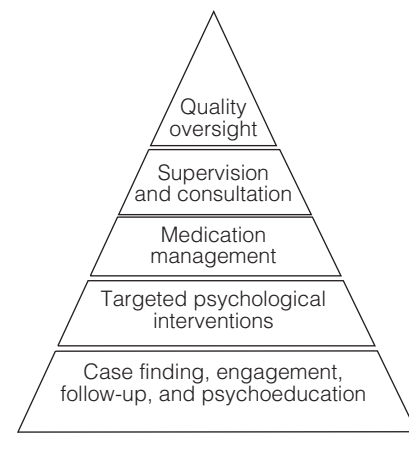 Quality
oversight
Supervision
and consultation
Medication
management
Targeted psychological
interventions
Case finding, engagement,
follow-up, and psychoeducation